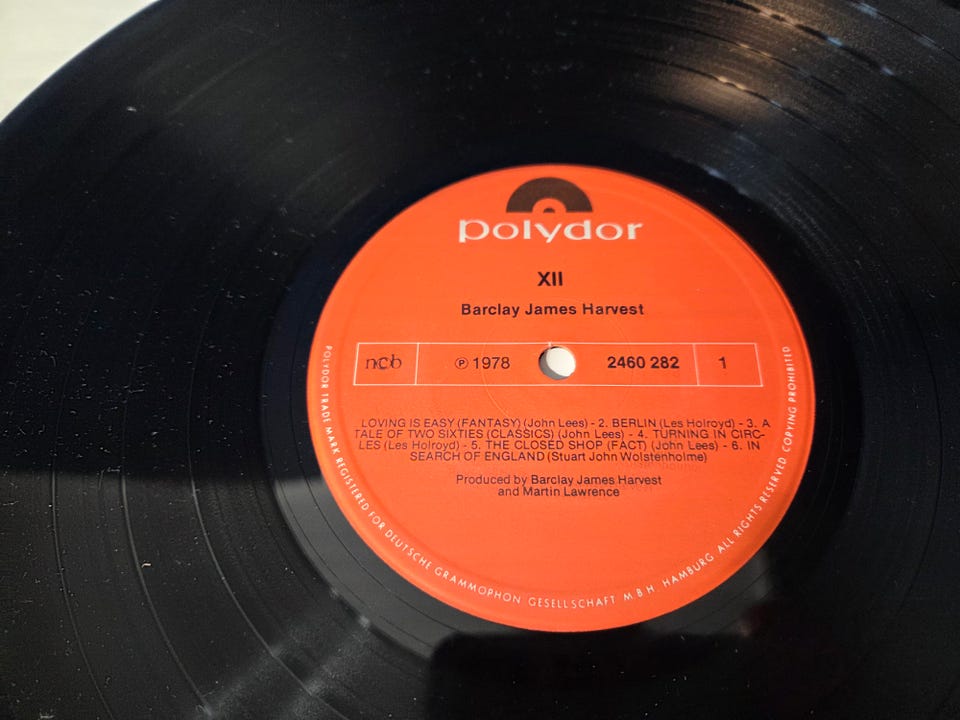 polydor
XII
Barclay James Harvest
ncb ℗ 1978 2460 282 1
LOVING IS EASY (FANTASY) (John Lees) - 2. BERLIN (Les Holroyd) - 3. A
TALE OF TWO SIXTIES (CLASSICS) (John Lees) - 4. TURNING IN CIRC-
LES (Les Holroyd) - 5. THE CLOSED SHOP (FACT) (John Lees) - 6. IN
SEARCH OF ENGLAND (Stuart John Wolstenholme)
Produced by Barclay James Harvest
and Martin Lawrence
POLYDOR TRADE MARK REGISTERED FOR DEUTSCHE GRAMMOPHON GESELLSCHAFT M.B.H. HAMBURG ALL RIGHTS RESERVED COPYING PROHIBITED